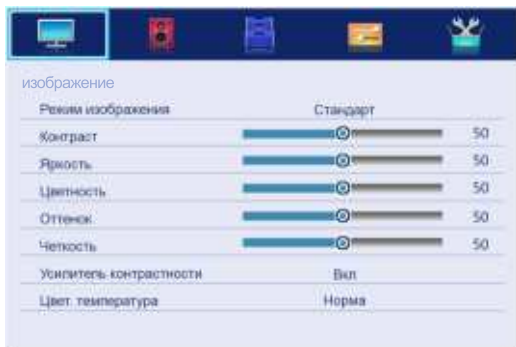 изображение
Режим изображения Стандарт
Контраст 50
Яркость 50
Цветность 50
Оттенок 50
Четкость 50
Усилитель контрастности Вкл
Цвет. температура Норма